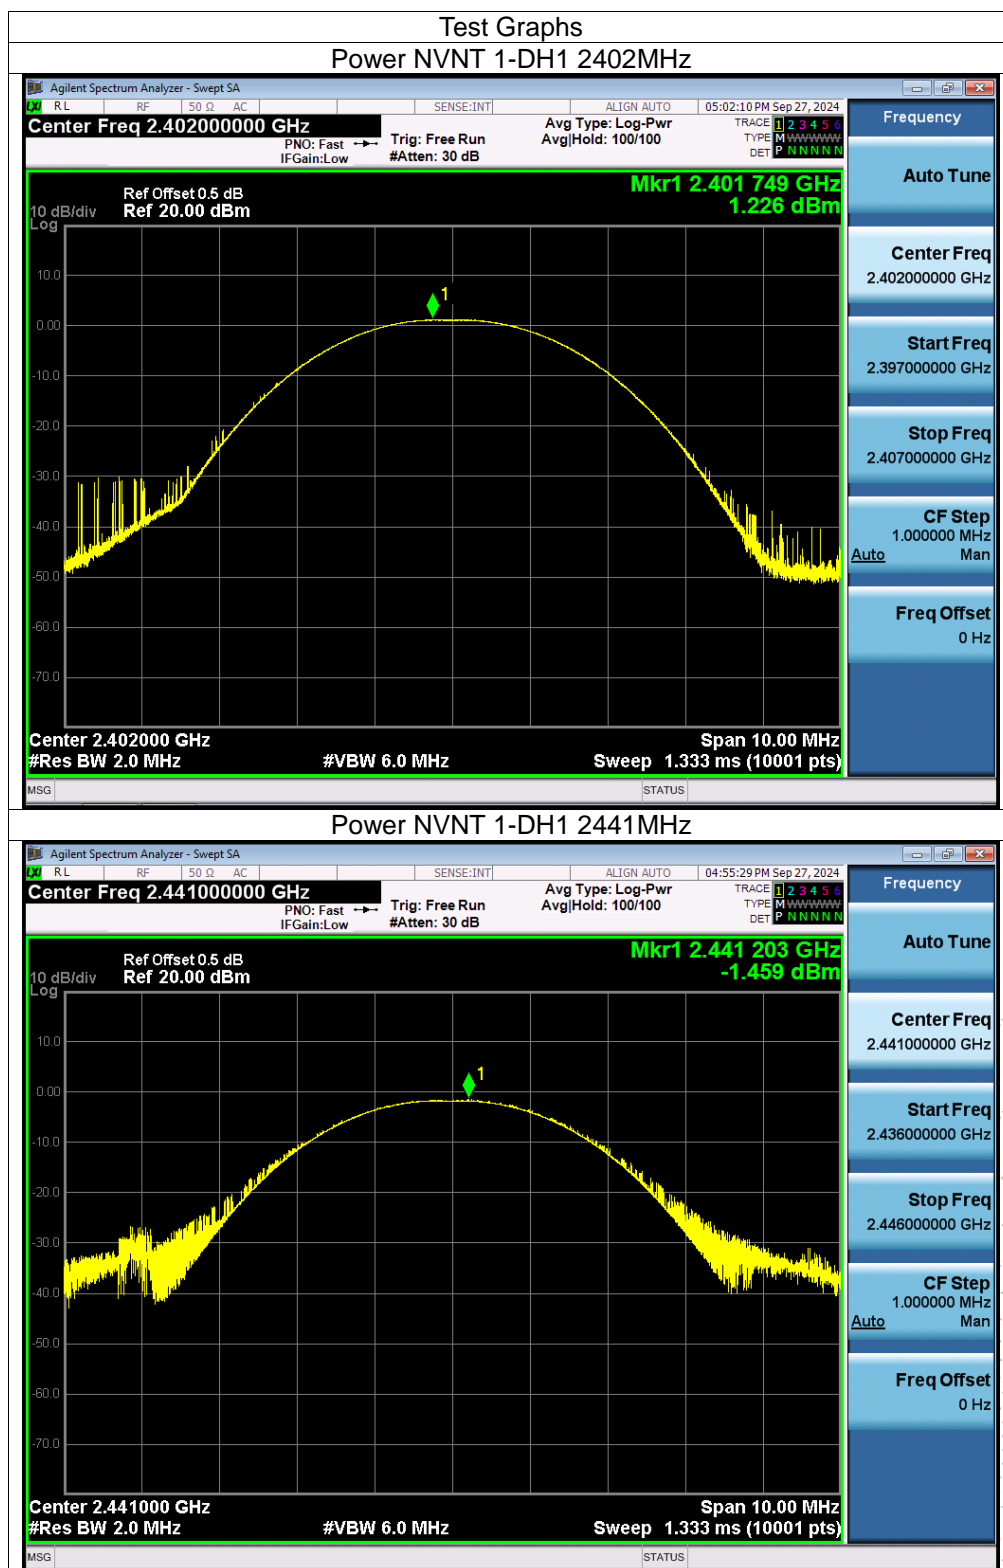 Test Graphs
Power NVNT 1-DH1 2402MHz
Agilent Spectrum Analyzer - Swept SA
LXI RL RF 50 Ω AC SENSE:INT ALIGN AUTO 05:02:10 PM Sep 27, 2024
Center Freq 2.402000000 GHz
PNO: Fast
IFGain:Low
Trig: Free Run
#Atten: 30 dB
Avg Type: Log-Pwr
Avg|Hold: 100/100
TRACE 1 2 3 4 5 6
TYPE M WWWWW
DET P N N N N N
Frequency
Auto Tune
Center Freq
2.402000000 GHz
Start Freq
2.397000000 GHz
Stop Freq
2.407000000 GHz
CF Step
1.000000 MHz
Auto Man
Freq Offset
0 Hz
Mkr1 2.401 749 GHz
1.226 dBm
Ref Offset 0.5 dB
10 dB/div Ref 20.00 dBm
Log
10.0
1
0.00
-10.0
-20.0
-30.0
-40.0
-50.0
-60.0
-70.0
Center 2.402000 GHz Span 10.00 MHz
#Res BW 2.0 MHz #VBW 6.0 MHz Sweep 1.333 ms (10001 pts)
MSG STATUS
Power NVNT 1-DH1 2441MHz
Agilent Spectrum Analyzer - Swept SA
LXI RL RF 50 Ω AC SENSE:INT ALIGN AUTO 04:55:29 PM Sep 27, 2024
Center Freq 2.441000000 GHz
PNO: Fast
IFGain:Low
Trig: Free Run
#Atten: 30 dB
Avg Type: Log-Pwr
Avg|Hold: 100/100
TRACE 1 2 3 4 5 6
TYPE M WWWWW
DET P N N N N N
Frequency
Auto Tune
Center Freq
2.441000000 GHz
Start Freq
2.436000000 GHz
Stop Freq
2.446000000 GHz
CF Step
1.000000 MHz
Auto Man
Freq Offset
0 Hz
Mkr1 2.441 203 GHz
-1.459 dBm
Ref Offset 0.5 dB
10 dB/div Ref 20.00 dBm
Log
10.0
1
0.00
-10.0
-20.0
-30.0
-40.0
-50.0
-60.0
-70.0
Center 2.441000 GHz Span 10.00 MHz
#Res BW 2.0 MHz #VBW 6.0 MHz Sweep 1.333 ms (10001 pts)
MSG STATUS